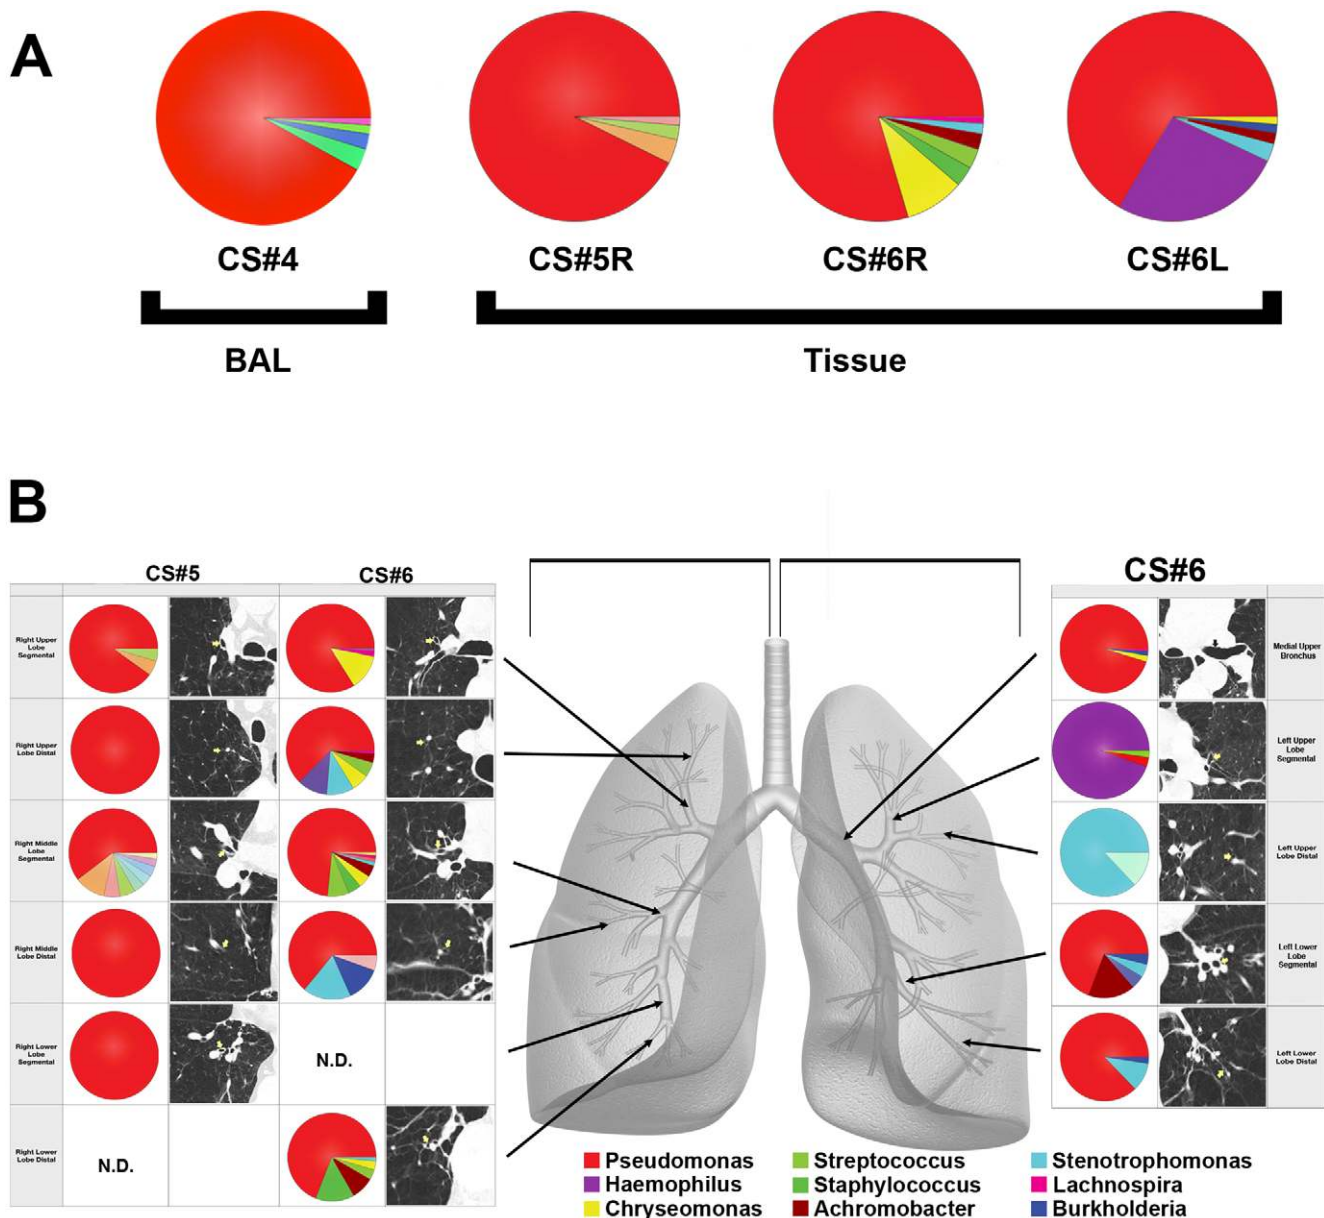 A
CS#4
CS#5R
CS#6R
CS#6L
BAL
Tissue
B
CS#5
CS#6
CS#6
Right Upper
Lobe
Segmental
Right Upper
Lobe Distal
Right Middle
Lobe
Segmental
Right Middle
Lobe Distal
Right Lower
Lobe
Segmental
N.D.
Right Lower
Lobe Distal
N.D.
Medial Upper
Bronchus
Left Upper
Lobe
Segmental
Left Upper
Lobe Distal
Left Lower
Lobe
Segmental
Left Lower
Lobe Distal
Pseudomonas
Streptococcus
Stenotrophomonas
Haemophilus
Staphylococcus
Lachnospira
Chryseomonas
Achromobacter
Burkholderia